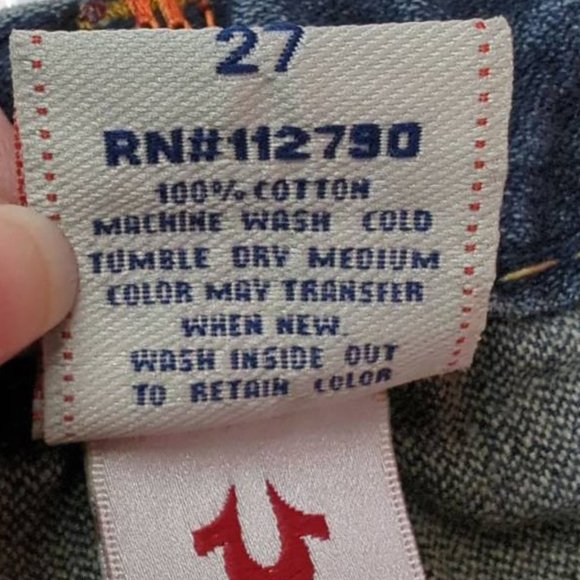 27
RN#112790
100% COTTON
MACHINE WASH COLD
TUMBLE DRY MEDIUM
COLOR MAY TRANSFER
WHEN NEW.
WASH INSIDE OUT
TO RETAIN COLOR